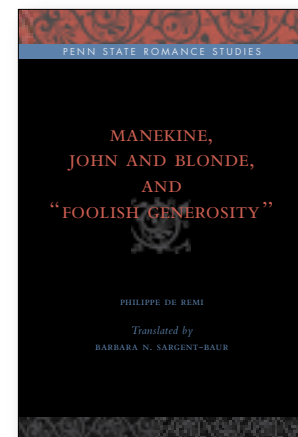 PENN STATE ROMANCE STUDIES
MANEKINE,
JOHN AND BLONDE,
AND
“FOOLISH GENEROSITY”
PHILIPPE DE REMI
Translated by
BARBARA N. SARGENT-BAUR